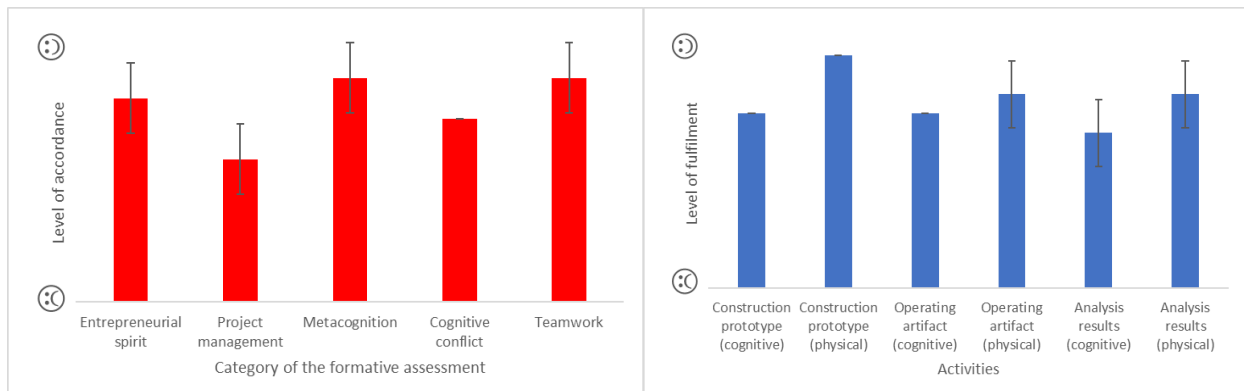 :)
Level of accordance
:(
Entrepreneurial Project Metacognition Cognitive Teamwork
spirit management conflict
Category of the formative assessment
:)
Level of fulfilment
:(
Construction Construction Operating Operating Analysis Analysis
prototype prototype artifact artifact results results
(cognitive) (physical) (cognitive) (physical) (cognitive) (physical)
Activities